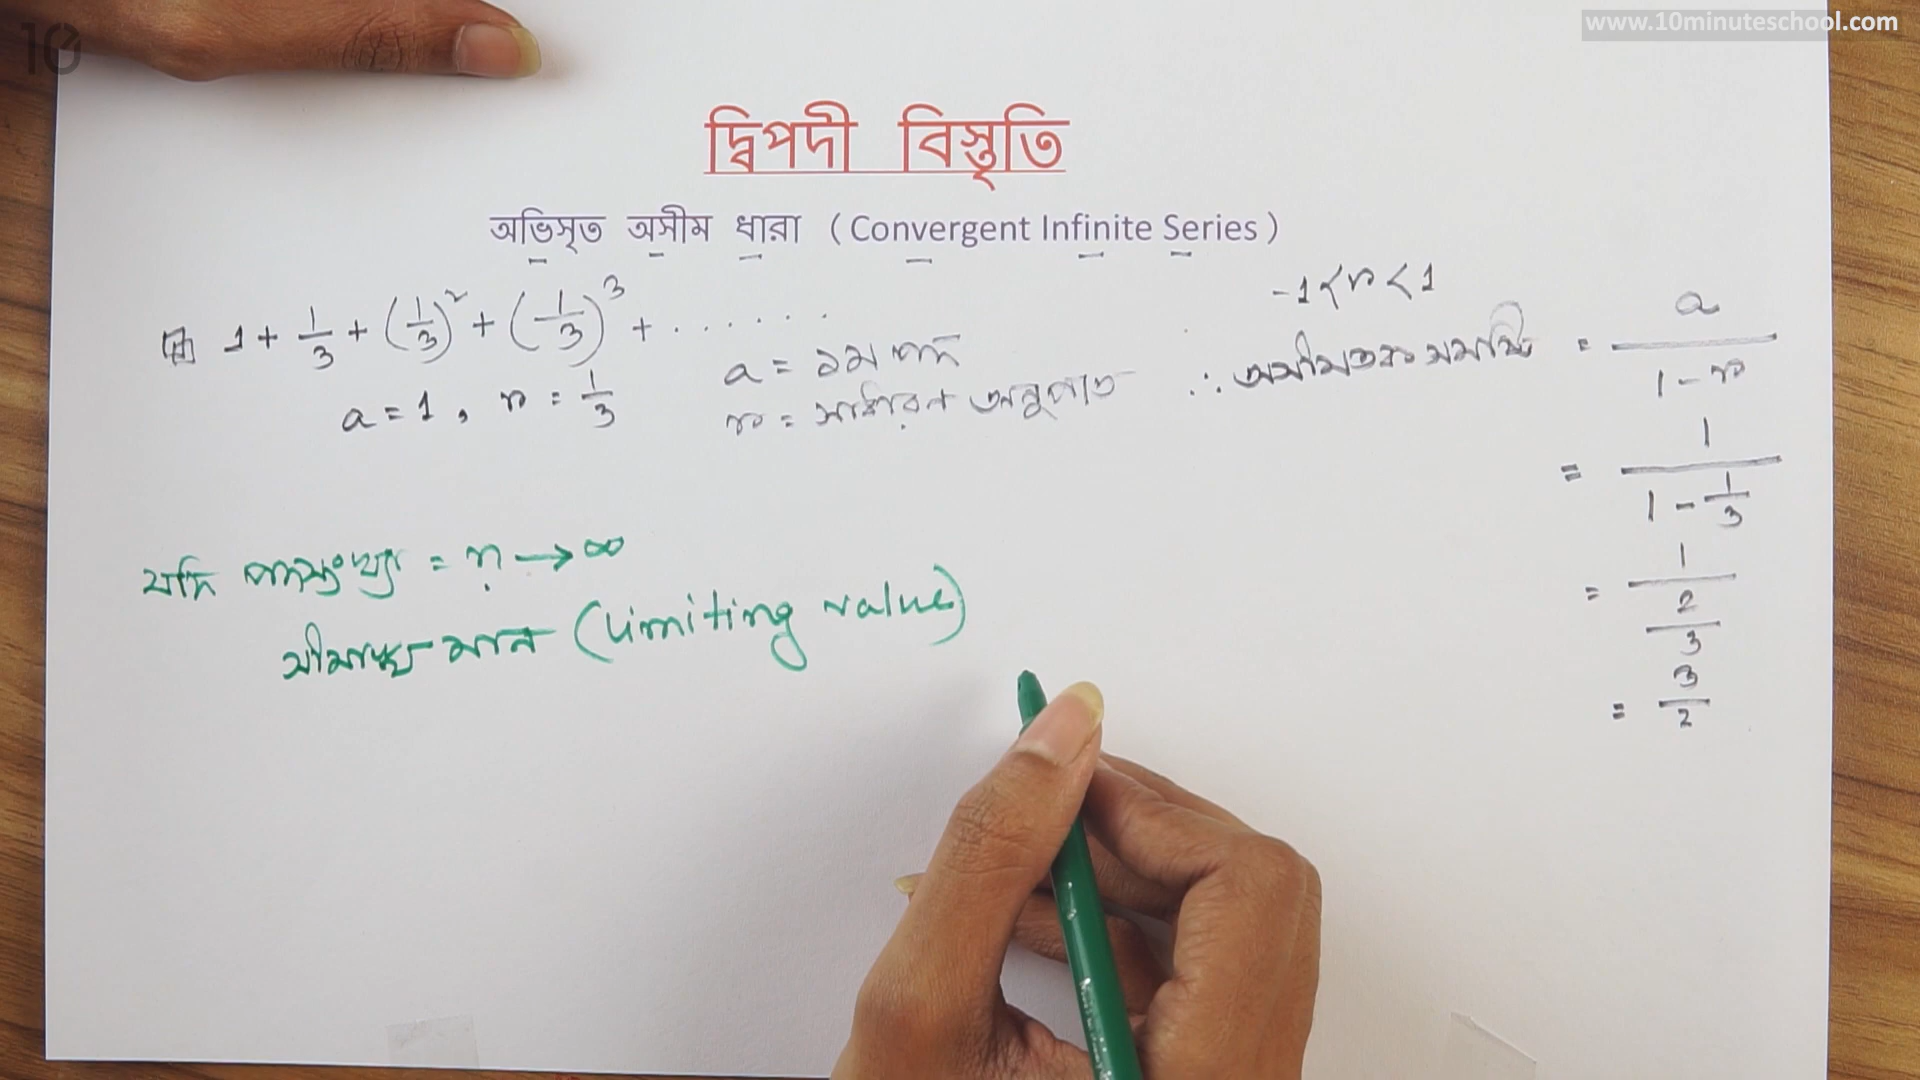 10
www.10minuteschool.com
দ্বিপদী বিস্তৃতি
অভিসৃত অসীম ধারা ( Convergent Infinite Series )
1 + 1/3 + (1/3)² + (1/3)³ + . . . . . .
a = 1 , r = 1/3
a = ১ম পদ
r = সাধারন অনুপাত
-1 < r < 1
∴ অসীমতক সমষ্টি = a/(1 - r)
= 1/(1 - 1/3)
= 1/(2/3)
= 3/2
যদি পদসংখ্যা = n → ∞
সীমাস্থ মান (Limiting value)